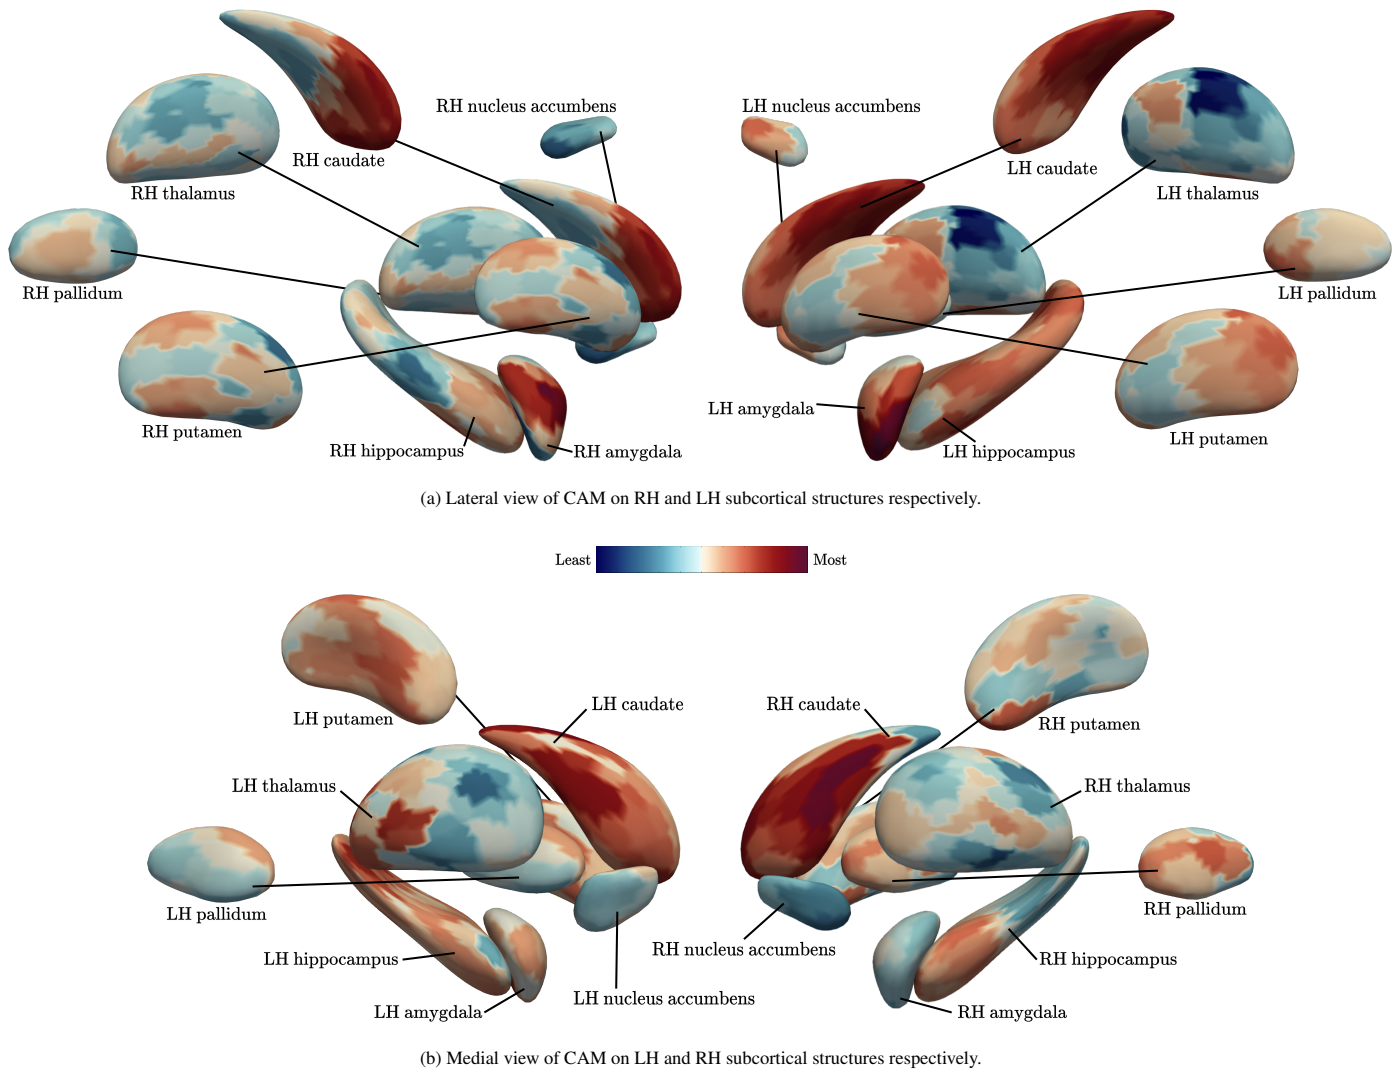 RH nucleus accumbens
LH nucleus accumbens
RH caudate
LH caudate
RH thalamus
LH thalamus
RH pallidum
LH pallidum
RH putamen
LH putamen
RH hippocampus
RH amygdala
LH amygdala
LH hippocampus
(a) Lateral view of CAM on RH and LH subcortical structures respectively.
Least
Most
LH putamen
LH caudate
RH caudate
RH putamen
LH thalamus
RH thalamus
LH pallidum
RH pallidum
LH hippocampus
LH amygdala
LH nucleus accumbens
RH nucleus accumbens
RH hippocampus
RH amygdala
(b) Medial view of CAM on LH and RH subcortical structures respectively.